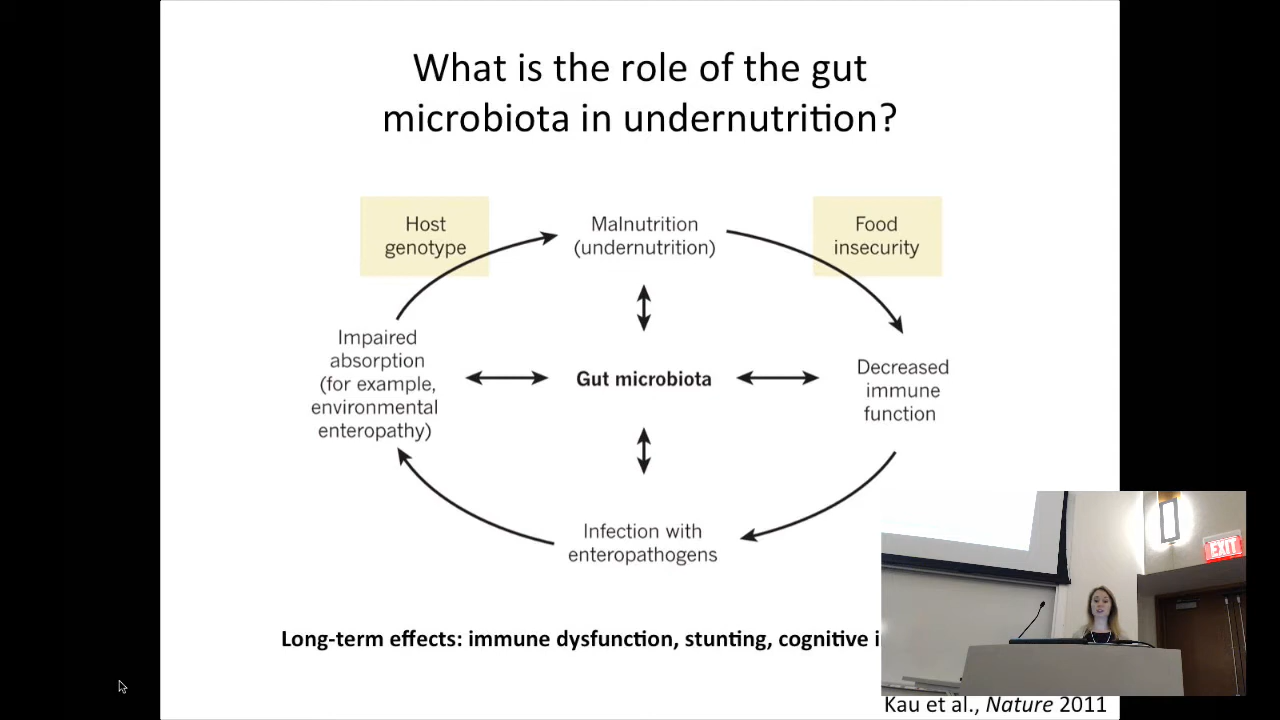 What is the role of the gut
microbiota in undernutrition?
Host
genotype
Malnutrition
(undernutrition)
Food
insecurity
Impaired
absorption
(for example,
environmental
enteropathy)
Gut microbiota
Decreased
immune
function
Infection with
enteropathogens
EXIT
Long-term effects: immune dysfunction, stunting, cognitive
Kau et al., Nature 2011